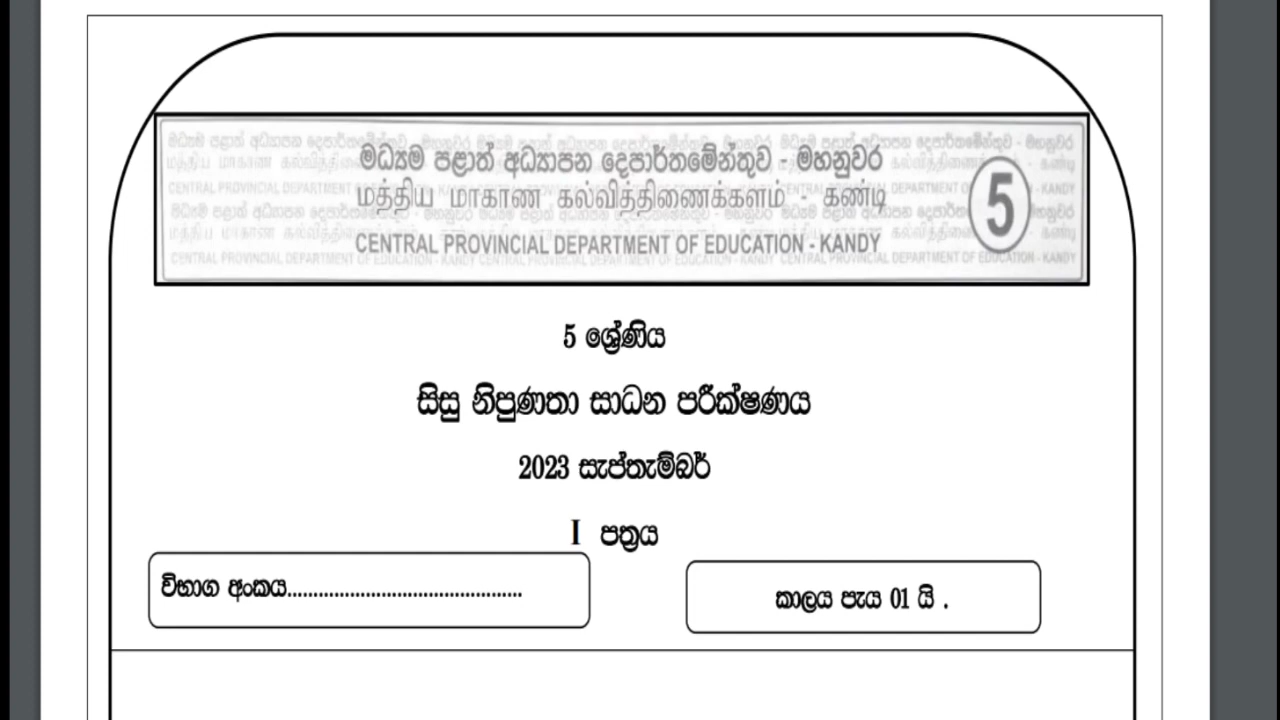 මධ්‍යම පළාත් අධ්‍යාපන දෙපාර්තමේන්තුව - මහනුවර
மத்திய மாகாண கல்வித்திணைக்களம் - கண்டி
CENTRAL PROVINCIAL DEPARTMENT OF EDUCATION - KANDY
5
5 ශ්‍රේණිය
සිසු නිපුණතා සාධන පරීක්ෂණය
2023 සැප්තැම්බර්
I පත්‍රය
විභාග අංකය.............................................
කාලය පැය 01 යි .